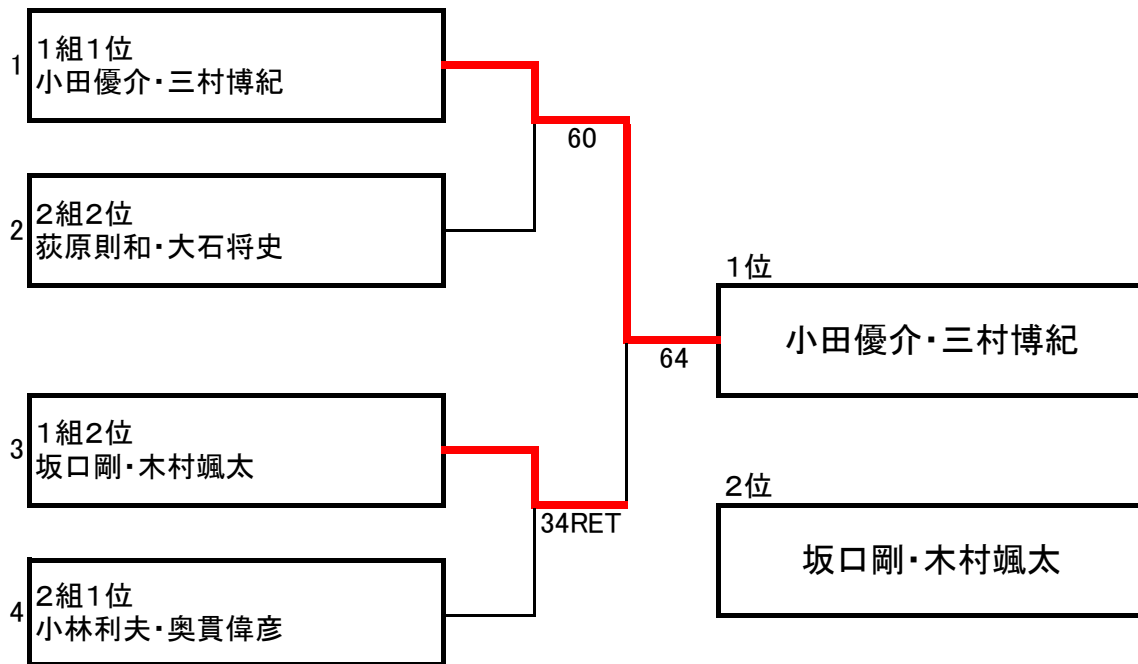 1
１組１位
小田優介・三村博紀
60
2
２組２位
荻原則和・大石将史
１位
小田優介・三村博紀
64
3
１組２位
坂口剛・木村颯太
34RET
２位
坂口剛・木村颯太
4
２組１位
小林利夫・奥貫偉彦